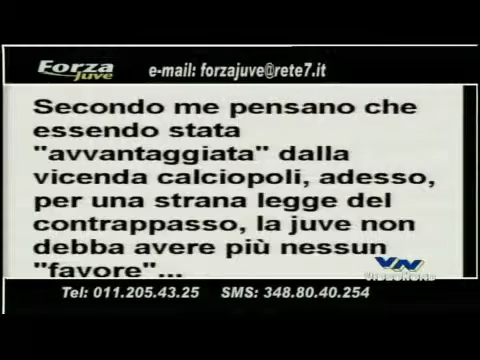 Forza
Juve
e-mail: forzajuve@rete7.it
Secondo me pensano che
essendo stata
"avvantaggiata" dalla
vicenda calciopoli, adesso,
per una strana legge del
contrappasso, la juve non
debba avere più nessun
"favore"...
VN
Tel: 011.205.43.25 SMS: 348.80.40.254